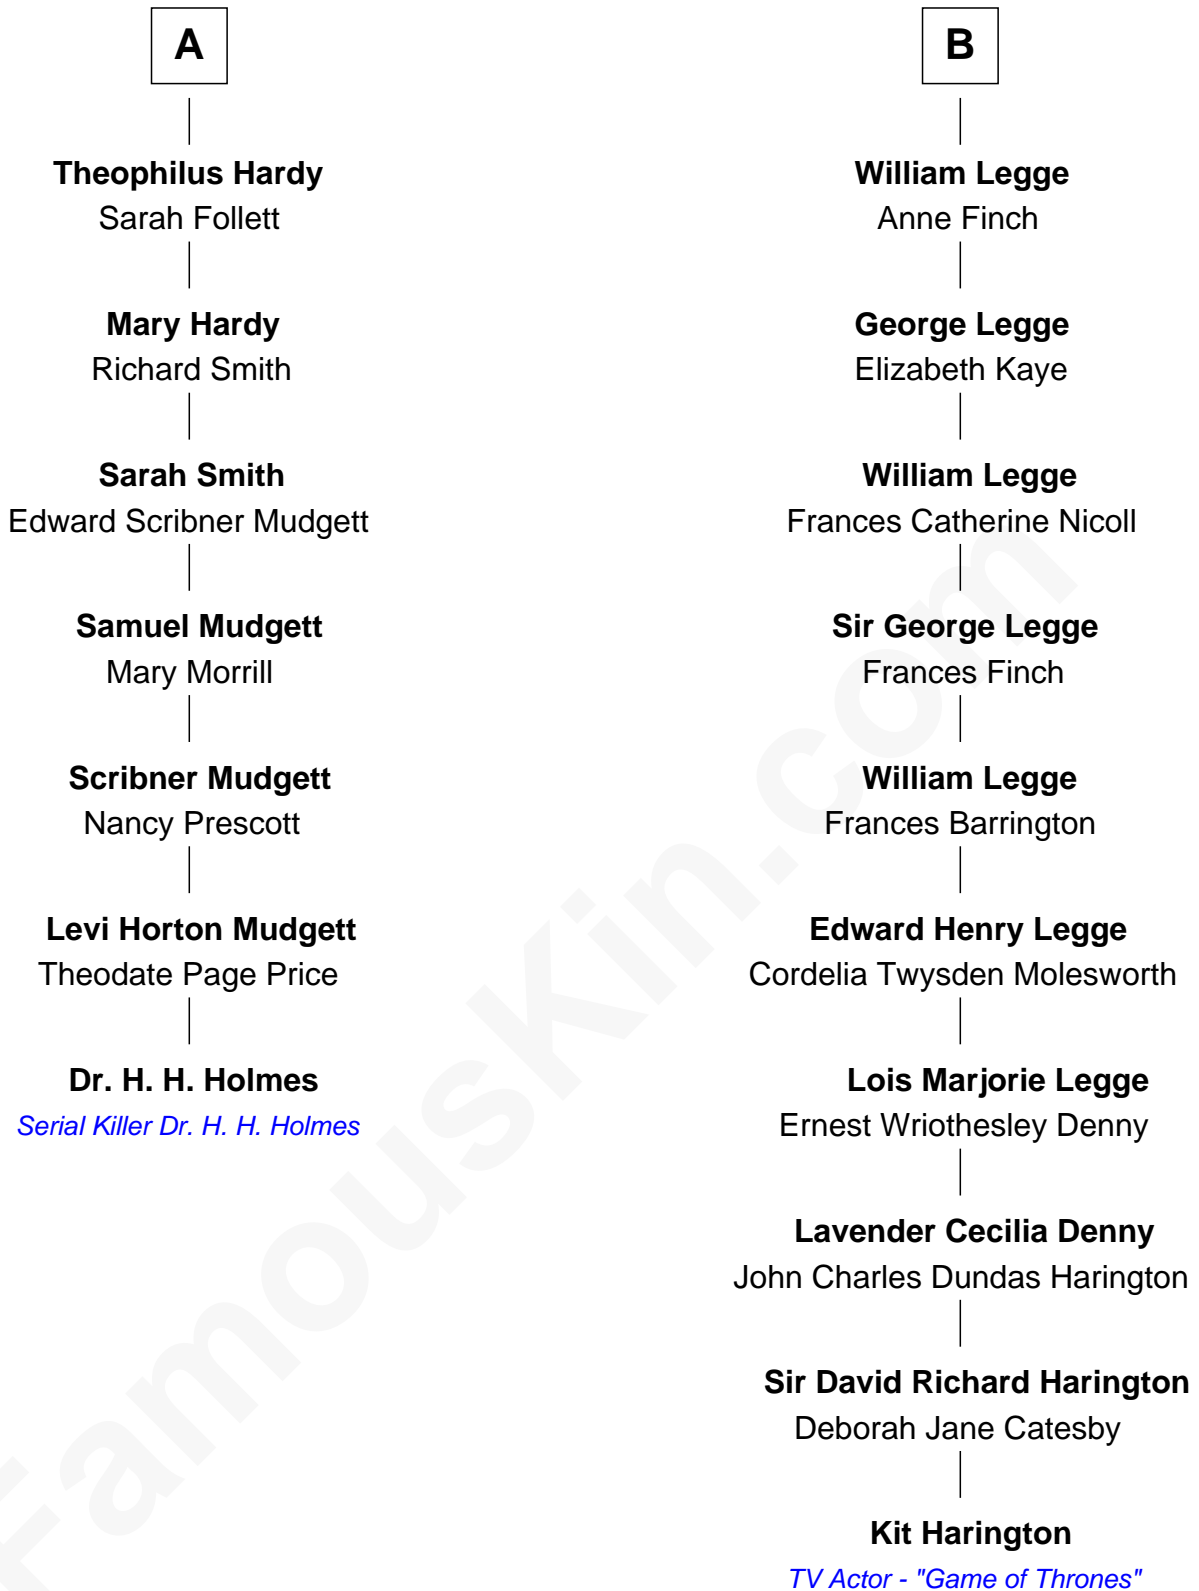 A
Theophilus Hardy
Sarah Follett
Mary Hardy
Richard Smith
Sarah Smith
Edward Scribner Mudgett
Samuel Mudgett
Mary Morrill
Scribner Mudgett
Nancy Prescott
Levi Horton Mudgett
Theodate Page Price
Dr. H. H. Holmes
Serial Killer Dr. H. H. Holmes
B
William Legge
Anne Finch
George Legge
Elizabeth Kaye
William Legge
Frances Catherine Nicoll
Sir George Legge
Frances Finch
William Legge
Frances Barrington
Edward Henry Legge
Cordelia Twysden Molesworth
Lois Marjorie Legge
Ernest Wriothesley Denny
Lavender Cecilia Denny
John Charles Dundas Harington
Sir David Richard Harington
Deborah Jane Catesby
Kit Harington
TV Actor - "Game of Thrones"
FamousKin.com